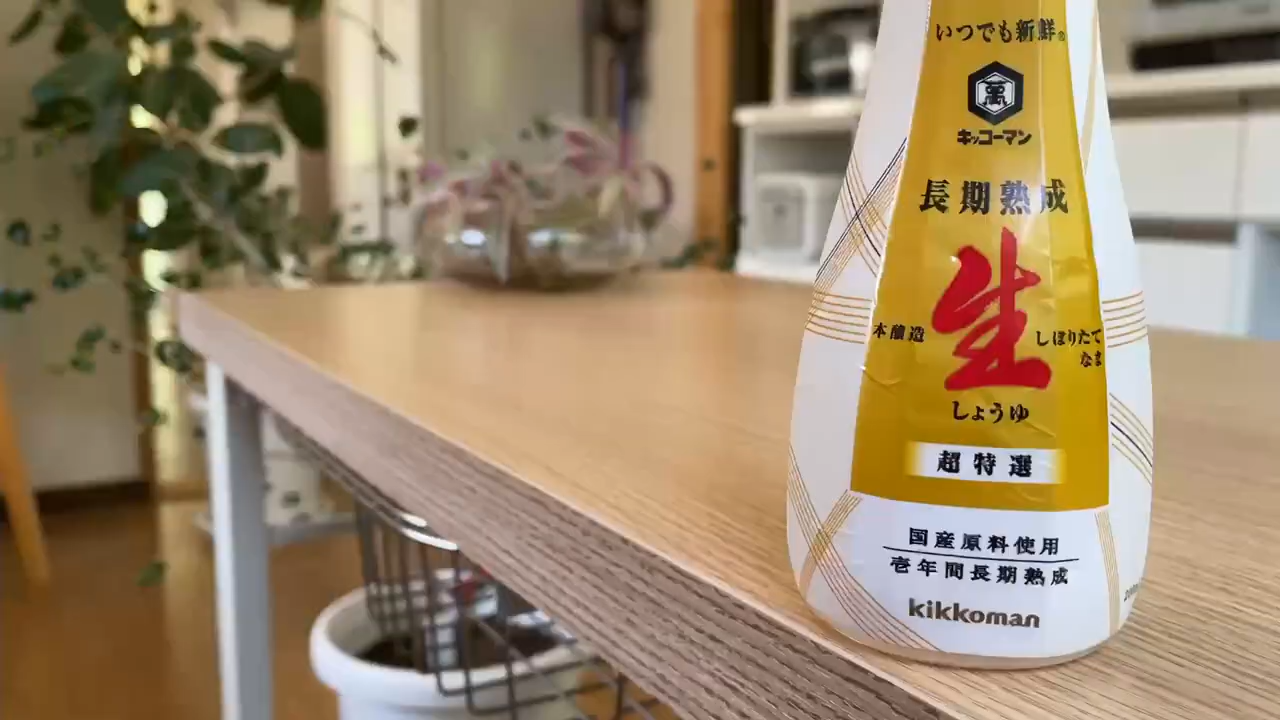 いつでも新鮮®
萬
キッコーマン
長期熟成
生
本醸造
しぼりたて
なま
しょうゆ
超特選
国産原料使用
壱年間長期熟成
kikkoman